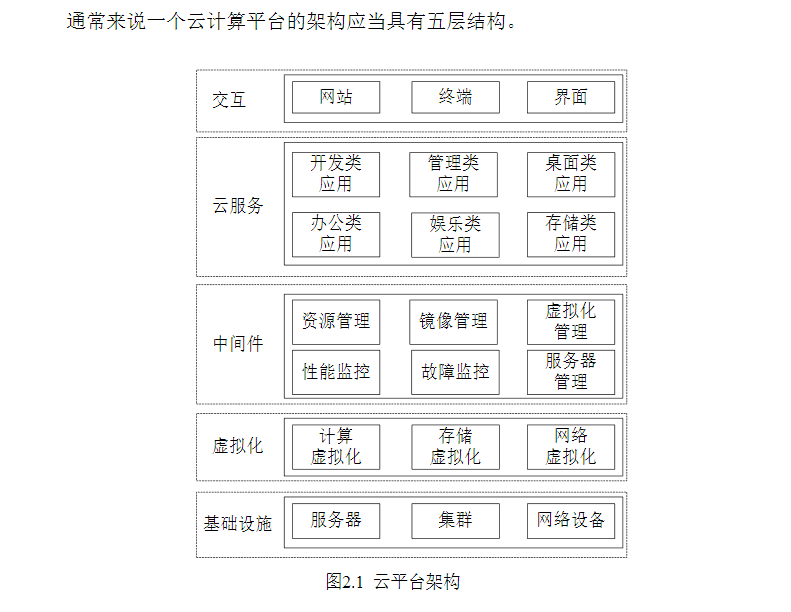 通常来说一个云计算平台的架构应当具有五层结构。
交互
网站
终端
界面
云服务
开发类
应用
管理类
应用
桌面类
应用
办公类
应用
娱乐类
应用
存储类
应用
中间件
资源管理
镜像管理
虚拟化
管理
性能监控
故障监控
服务器
管理
虚拟化
计算
虚拟化
存储
虚拟化
网络
虚拟化
基础设施
服务器
集群
网络设备
图2.1 云平台架构